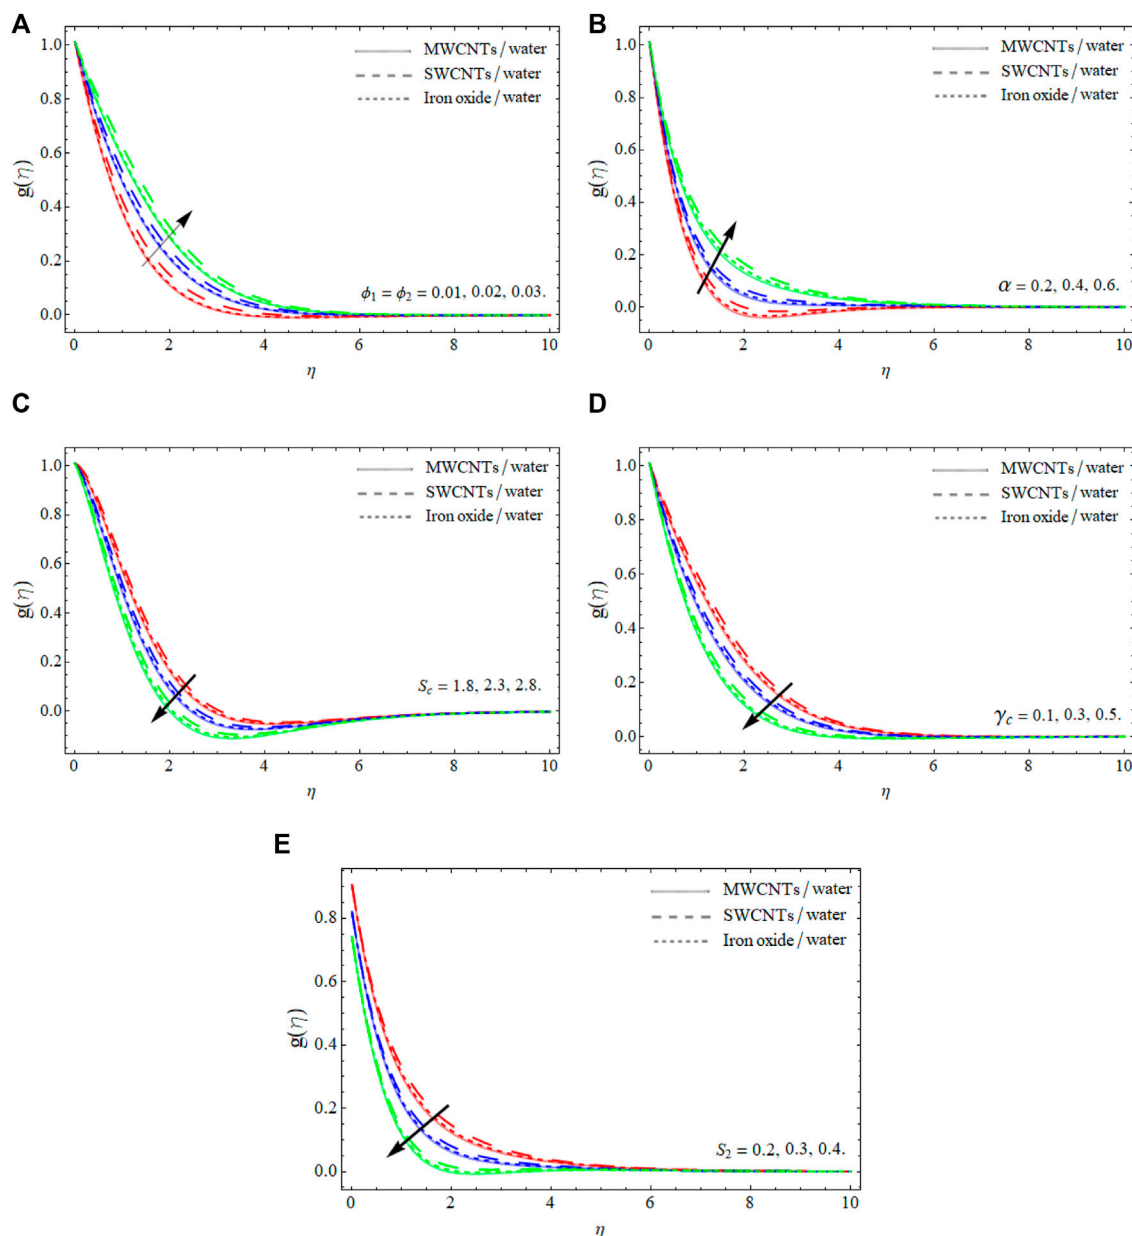 A
MWCNTs/water
SWCNTs/water
Iron oxide/water
g(η)
1.0
0.8
0.6
0.4
0.2
0.0
ϕ₁ = ϕ₂ = 0.01, 0.02, 0.03.
0 2 4 6 8 10
η
B
MWCNTs/water
SWCNTs/water
Iron oxide/water
g(η)
1.0
0.8
0.6
0.4
0.2
0.0
α = 0.2, 0.4, 0.6.
0 2 4 6 8 10
η
C
MWCNTs/water
SWCNTs/water
Iron oxide/water
g(η)
1.0
0.8
0.6
0.4
0.2
0.0
S_c = 1.8, 2.3, 2.8.
0 2 4 6 8 10
η
D
MWCNTs/water
SWCNTs/water
Iron oxide/water
g(η)
1.0
0.8
0.6
0.4
0.2
0.0
γ_c = 0.1, 0.3, 0.5.
0 2 4 6 8 10
η
E
MWCNTs/water
SWCNTs/water
Iron oxide/water
g(η)
0.8
0.6
0.4
0.2
0.0
S₂ = 0.2, 0.3, 0.4.
0 2 4 6 8 10
η